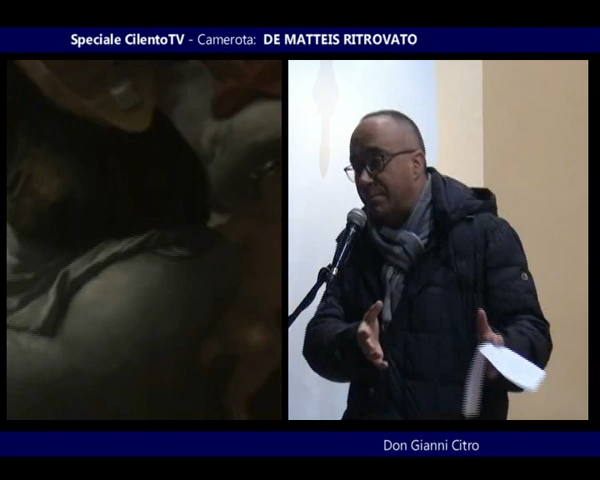 Speciale CilentoTV - Camerota: DE MATTEIS RITROVATO
Don Gianni Citro